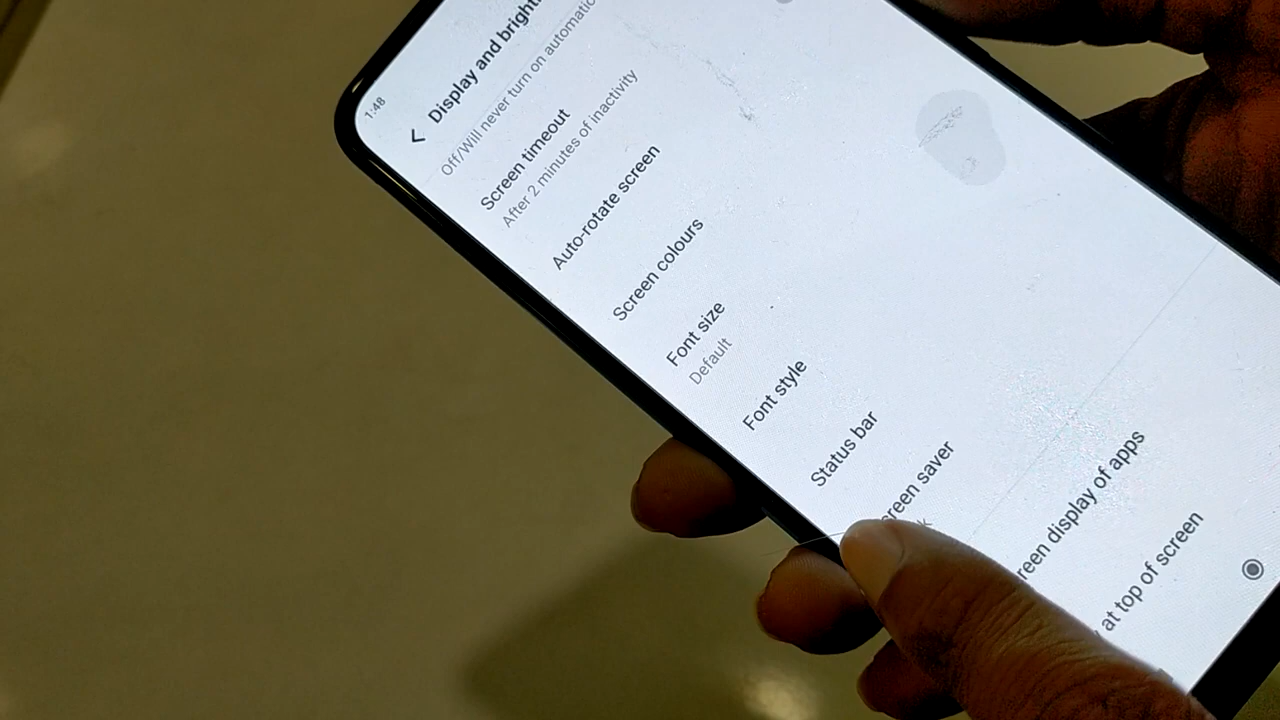 1:48
Display and bright
Off/Will never turn on automatic
Screen timeout
After 2 minutes of inactivity
Auto-rotate screen
Screen colours
Font size
Default
Font style
Status bar
creen saver
k
reen display of apps
at top of screen